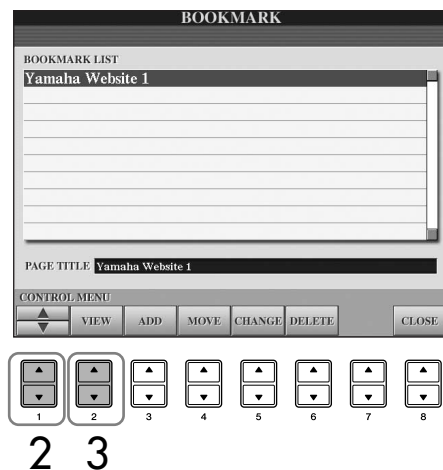 BOOKMARK
BOOKMARK LIST
Yamaha Website 1
PAGE TITLE Yamaha Website 1
CONTROL MENU
VIEW ADD MOVE CHANGE DELETE CLOSE
1 2 3 4 5 6 7 8
2 3